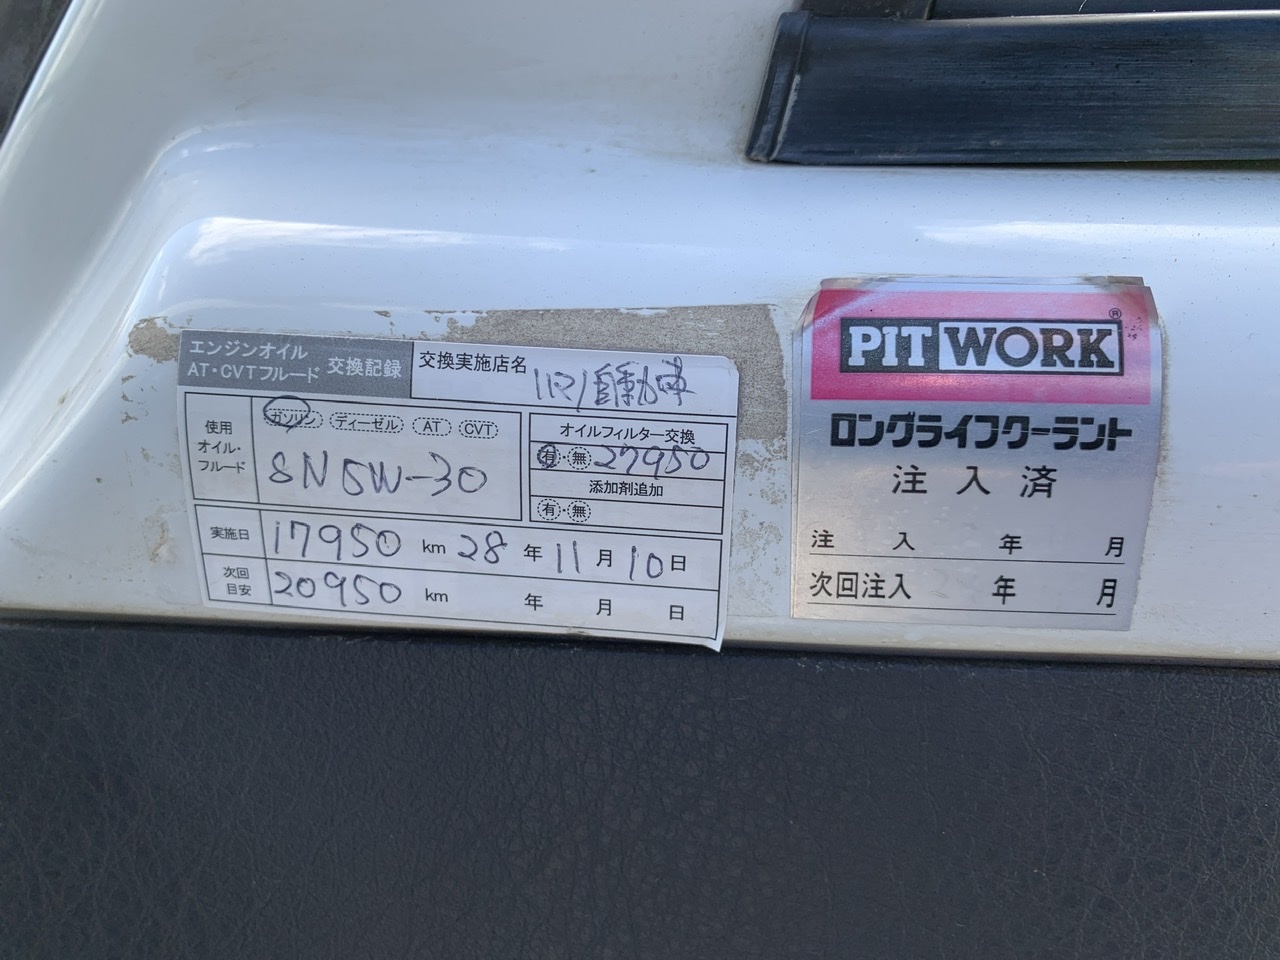 エンジンオイル
AT・CVTフルード 交換記録
交換実施店名 自動車
使用オイル・フルード
ガソリン ディーゼル AT CVT
SN 5W-30
オイルフィルター交換
有・無 27950
添加剤追加
有・無
実施日 17950 km 28 年 11 月 10 日
次回目安 20950 km 年 月 日
PIT WORK ®
ロングライフクーラント
注入済
注入 年 月
次回注入 年 月